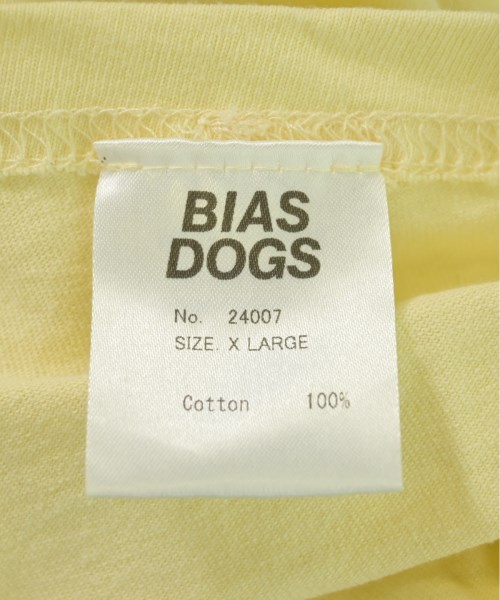 BIAS
DOGS
No. 24007
SIZE. X LARGE
Cotton 100%